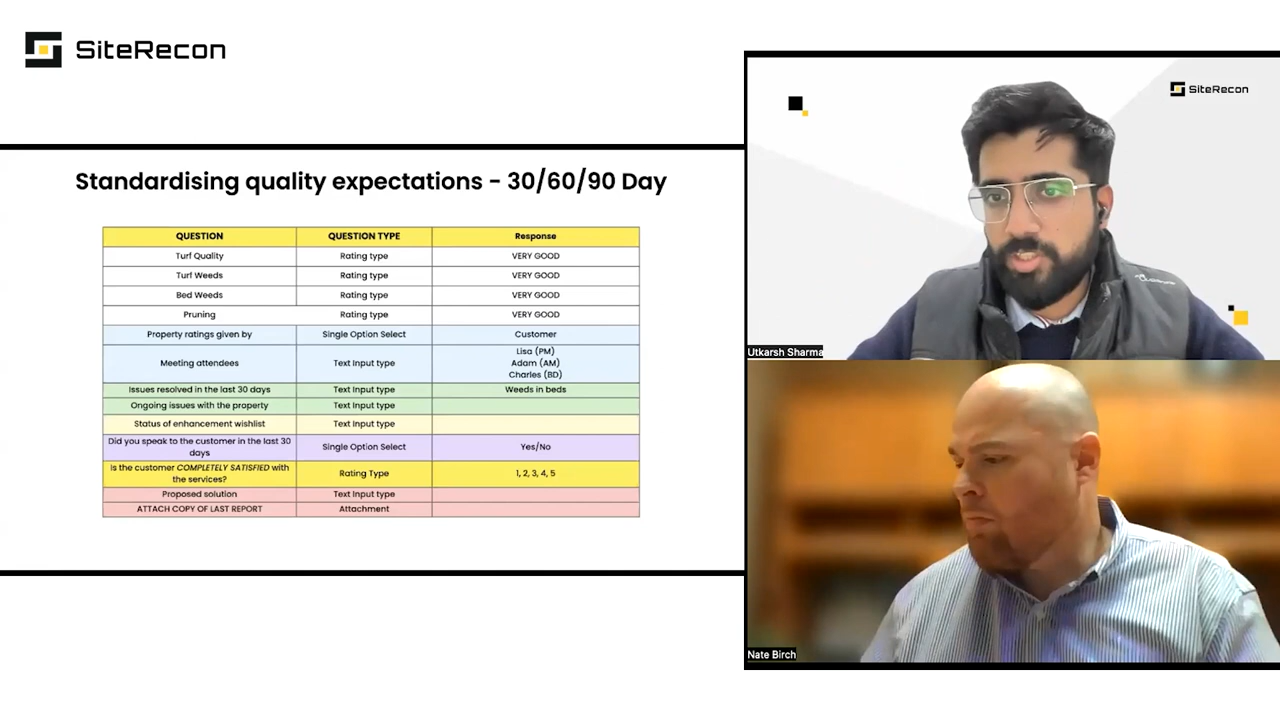 SiteRecon
Standardising quality expectations - 30/60/90 Day
QUESTION QUESTION TYPE Response
Turf Quality Rating type VERY GOOD
Turf Weeds Rating type VERY GOOD
Bed Weeds Rating type VERY GOOD
Pruning Rating type VERY GOOD
Property ratings given by Single Option Select Customer
Meeting attendees Text Input type Lisa (PM)
Adam (AM)
Charles (BD)
Issues resolved in the last 30 days Text Input type Weeds in beds
Ongoing issues with the property Text Input type
Status of enhancement wishlist Text Input type
Did you speak to the customer in the last 30
days Single Option Select Yes/No
Is the customer COMPLETELY SATISFIED with
the services? Rating Type 1, 2, 3, 4, 5
Proposed solution Text Input type
ATTACH COPY OF LAST REPORT Attachment
SiteRecon
Utkarsh Sharma
Nate Birch